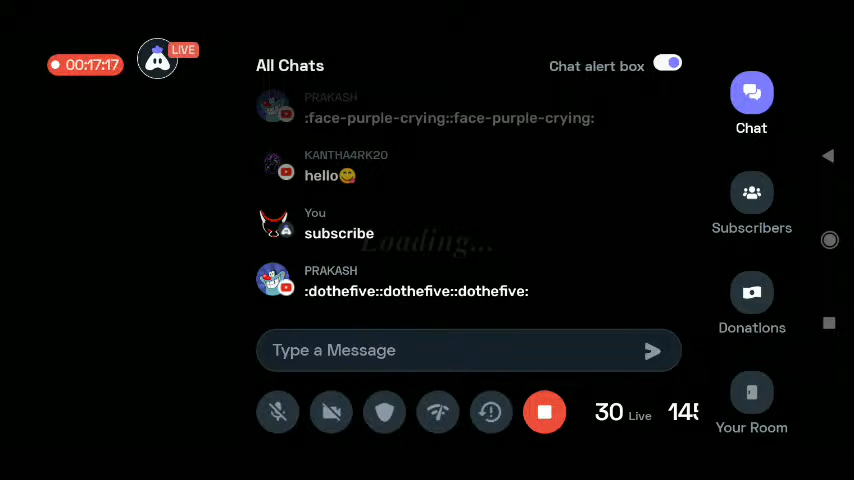 00:17:17
LIVE
All Chats
Chat alert box
PRAKASH
:face-purple-crying::face-purple-crying:
KANTHA4RK20
hello😋
You
subscribe
Loading...
PRAKASH
:dothefive::dothefive::dothefive:
Type a Message
30 Live 145
Chat
Subscribers
Donations
Your Room